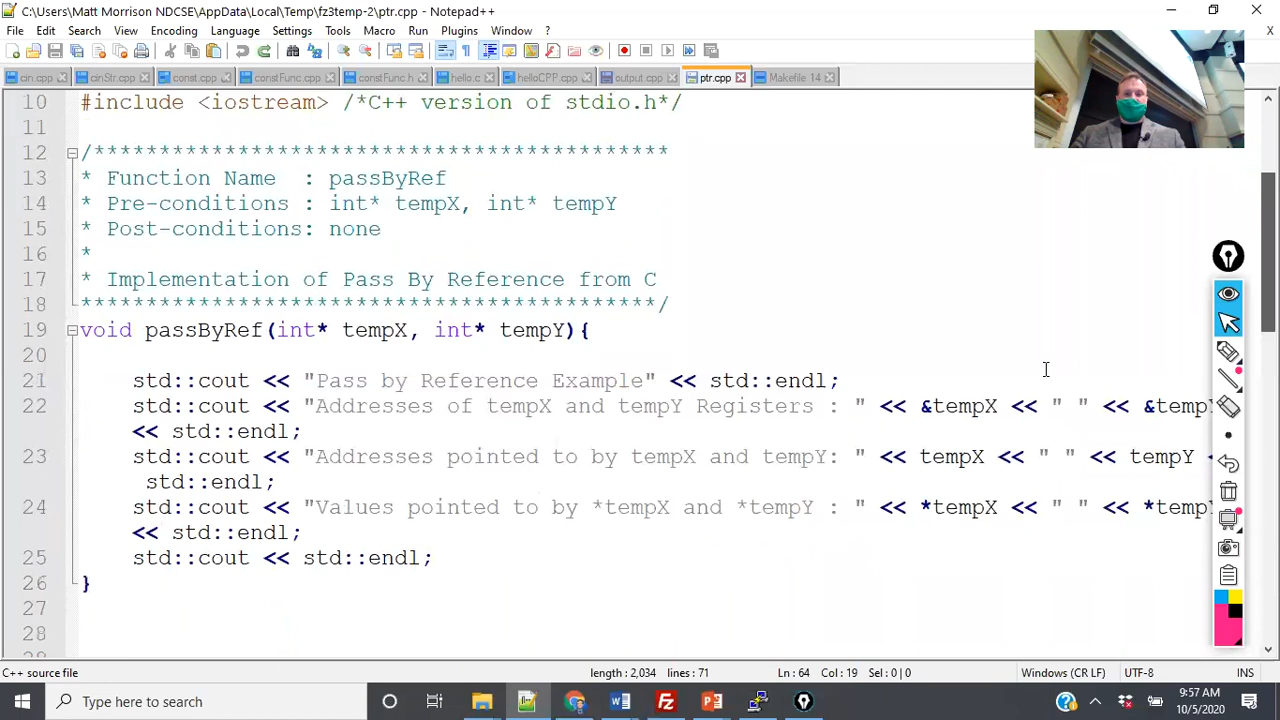 C:\Users\Matt Morrison NDCSE\AppData\Local\Temp\fz3temp-2\ptr.cpp - Notepad++
File Edit Search View Encoding Language Settings Tools Macro Run Plugins Window ? X
cin.cpp cinStr.cpp const.cpp constFunc.cpp constFunc.h hello.c helloCPP.cpp output.cpp ptr.cpp Makefile 14
10 #include <iostream> /*C++ version of stdio.h*/
11
12 /********************************************
13 * Function Name  : passByRef
14 * Pre-conditions : int* tempX, int* tempY
15 * Post-conditions: none
16 *
17 * Implementation of Pass By Reference from C
18 ********************************************/
19 void passByRef(int* tempX, int* tempY){
20
21 std::cout << "Pass by Reference Example" << std::endl;
22 std::cout << "Addresses of tempX and tempY Registers : " << &tempX << " " << &tempY
<< std::endl;
23 std::cout << "Addresses pointed to by tempX and tempY: " << tempX << " " << tempY <
std::endl;
24 std::cout << "Values pointed to by *tempX and *tempY : " << *tempX << " " << *tempY
<< std::endl;
25 std::cout << std::endl;
26 }
27
28
C++ source file length : 2,034 lines : 71 Ln : 64 Col : 19 Sel : 0 | 0 Windows (CR LF) UTF-8 INS
Type here to search
9:57 AM
10/5/2020